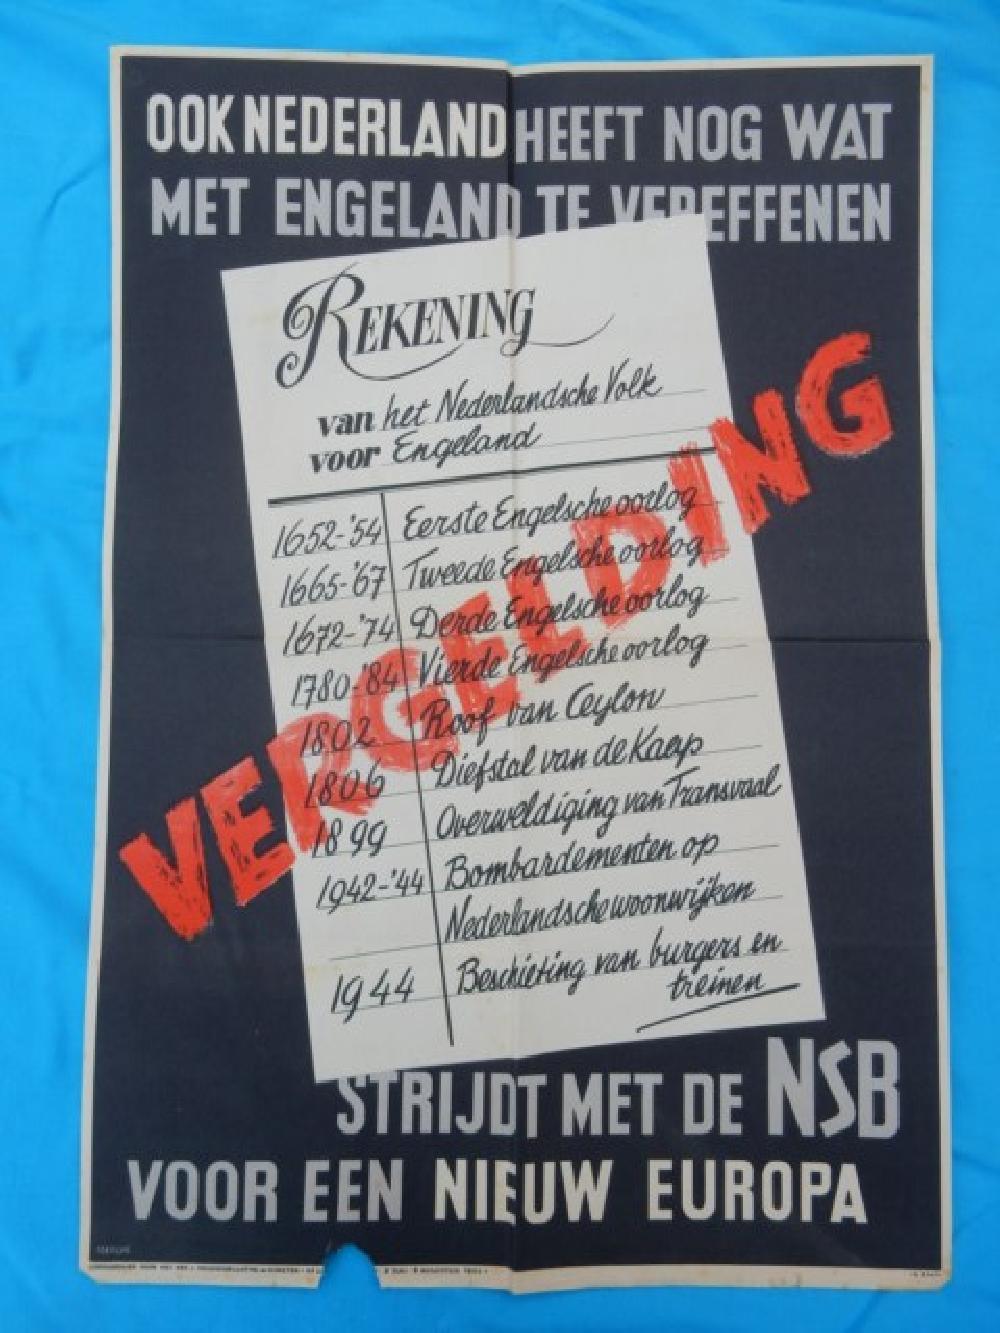 OOK NEDERLAND HEEFT NOG WAT
MET ENGELAND TE VEREFFENEN
REKENING
van het Nederlandsche Volk
voor Engeland
1652-'54 Eerste Engelsche oorlog
1665-'67 Tweede Engelsche oorlog
1672-'74 Derde Engelsche oorlog
1780-'84 Vierde Engelsche oorlog
1802 Roof van Ceylon
1806 Diefstal van de Kaap
1899 Overweldiging van Transvaal
1942-'44 Bombardementen op
Nederlandsche woonwijken
1944 Beschieting van burgers en
treinen
VERGELDING
STRIJDT MET DE NSB
VOOR EEN NIEUW EUROPA